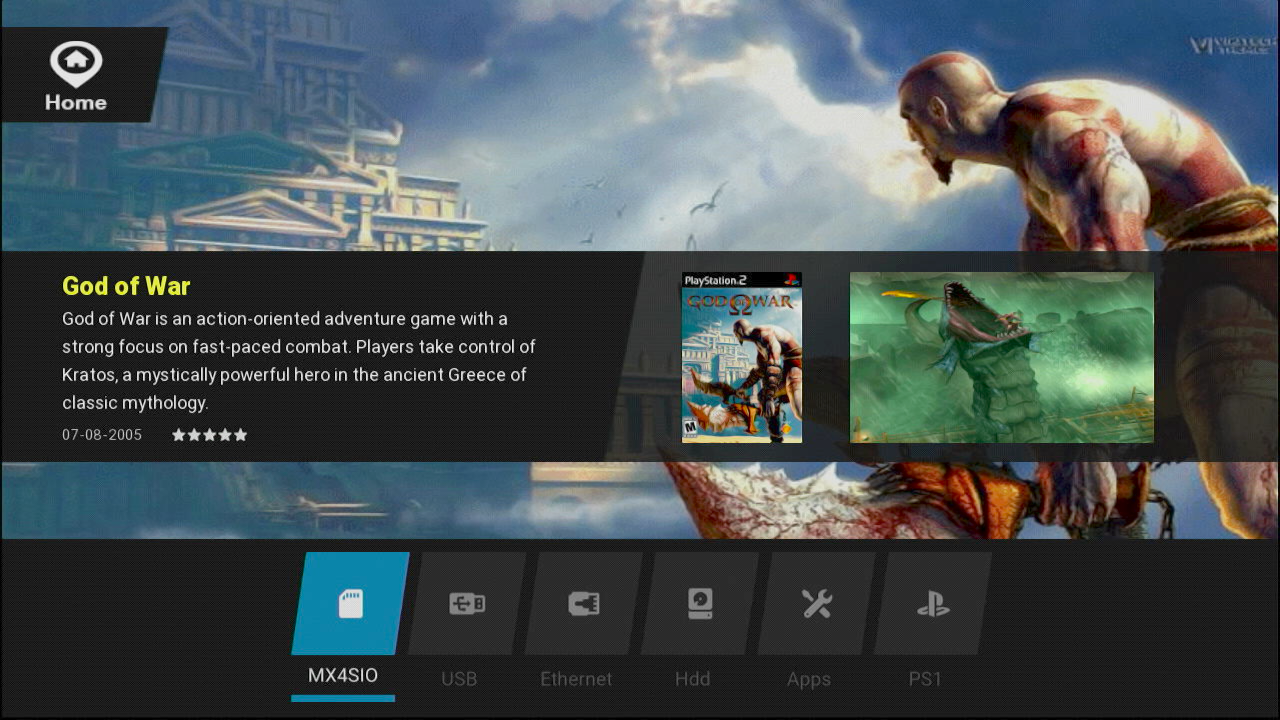 Home
God of War
God of War is an action-oriented adventure game with a
strong focus on fast-paced combat. Players take control of
Kratos, a mystically powerful hero in the ancient Greece of
classic mythology.
07-08-2005
PlayStation 2
GOD OF WAR
M
MX4SIO
USB
Ethernet
Hdd
Apps
PS1